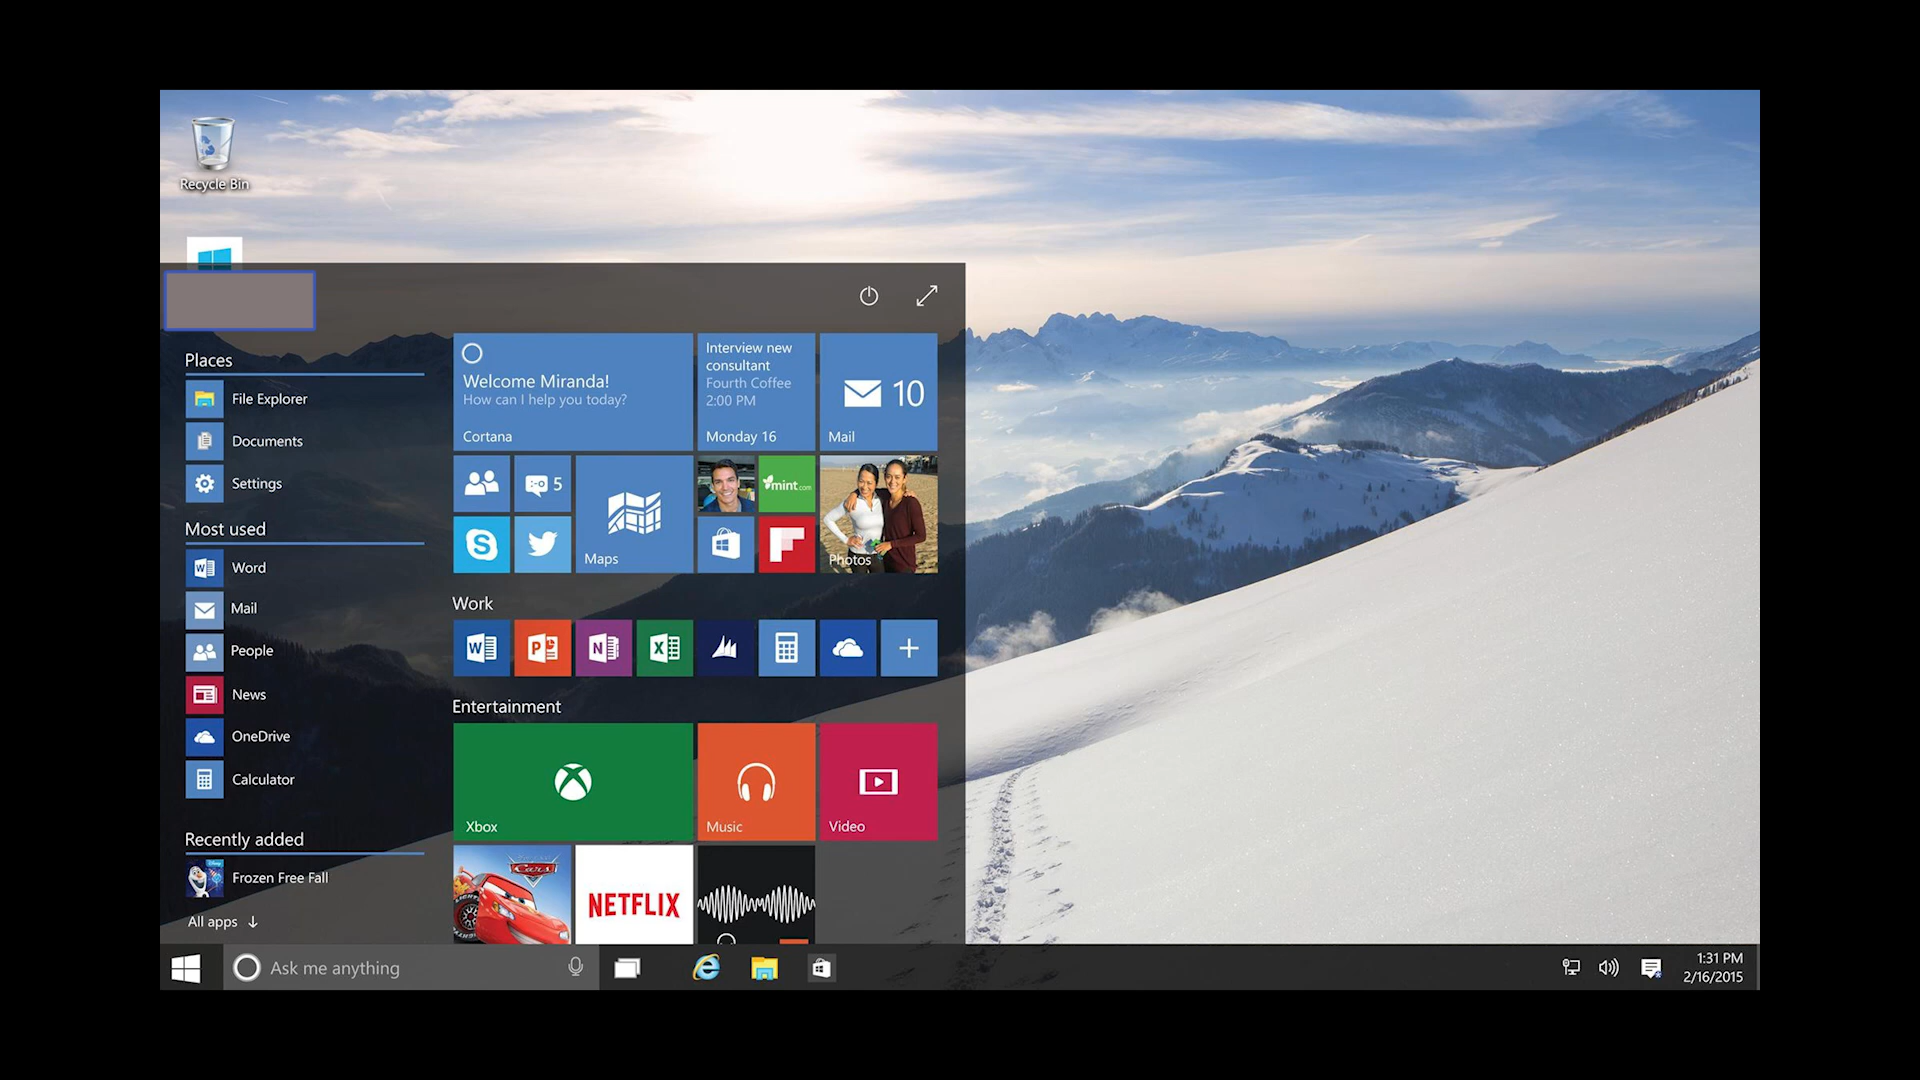 Recycle Bin
Places
File Explorer
Documents
Settings
Most used
Word
Mail
People
News
OneDrive
Calculator
Recently added
Frozen Free Fall
All apps
Welcome Miranda!
How can I help you today?
Cortana
Interview new
consultant
Fourth Coffee
2:00 PM
Monday 16
10
Mail
:-o 5
Maps
mint.com
Photos
Work
Entertainment
Xbox
Music
Video
Cars
NETFLIX
Ask me anything
1:31 PM
2/16/2015